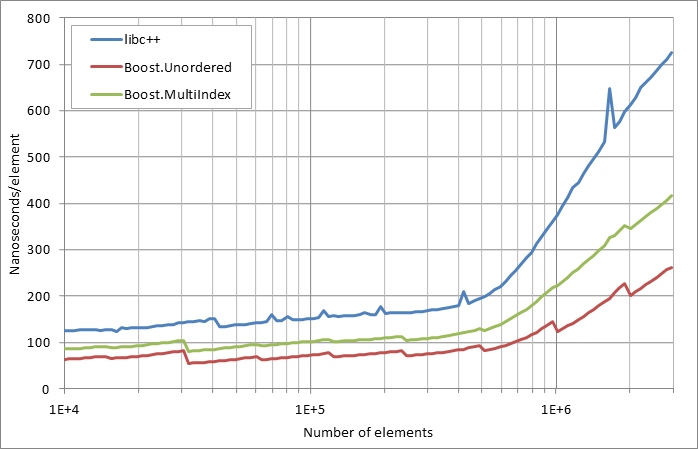 800
700
600
500
400
300
200
100
0
Nanoseconds/element
libc++
Boost.Unordered
Boost.MultiIndex
1E+4 1E+5 1E+6
Number of elements